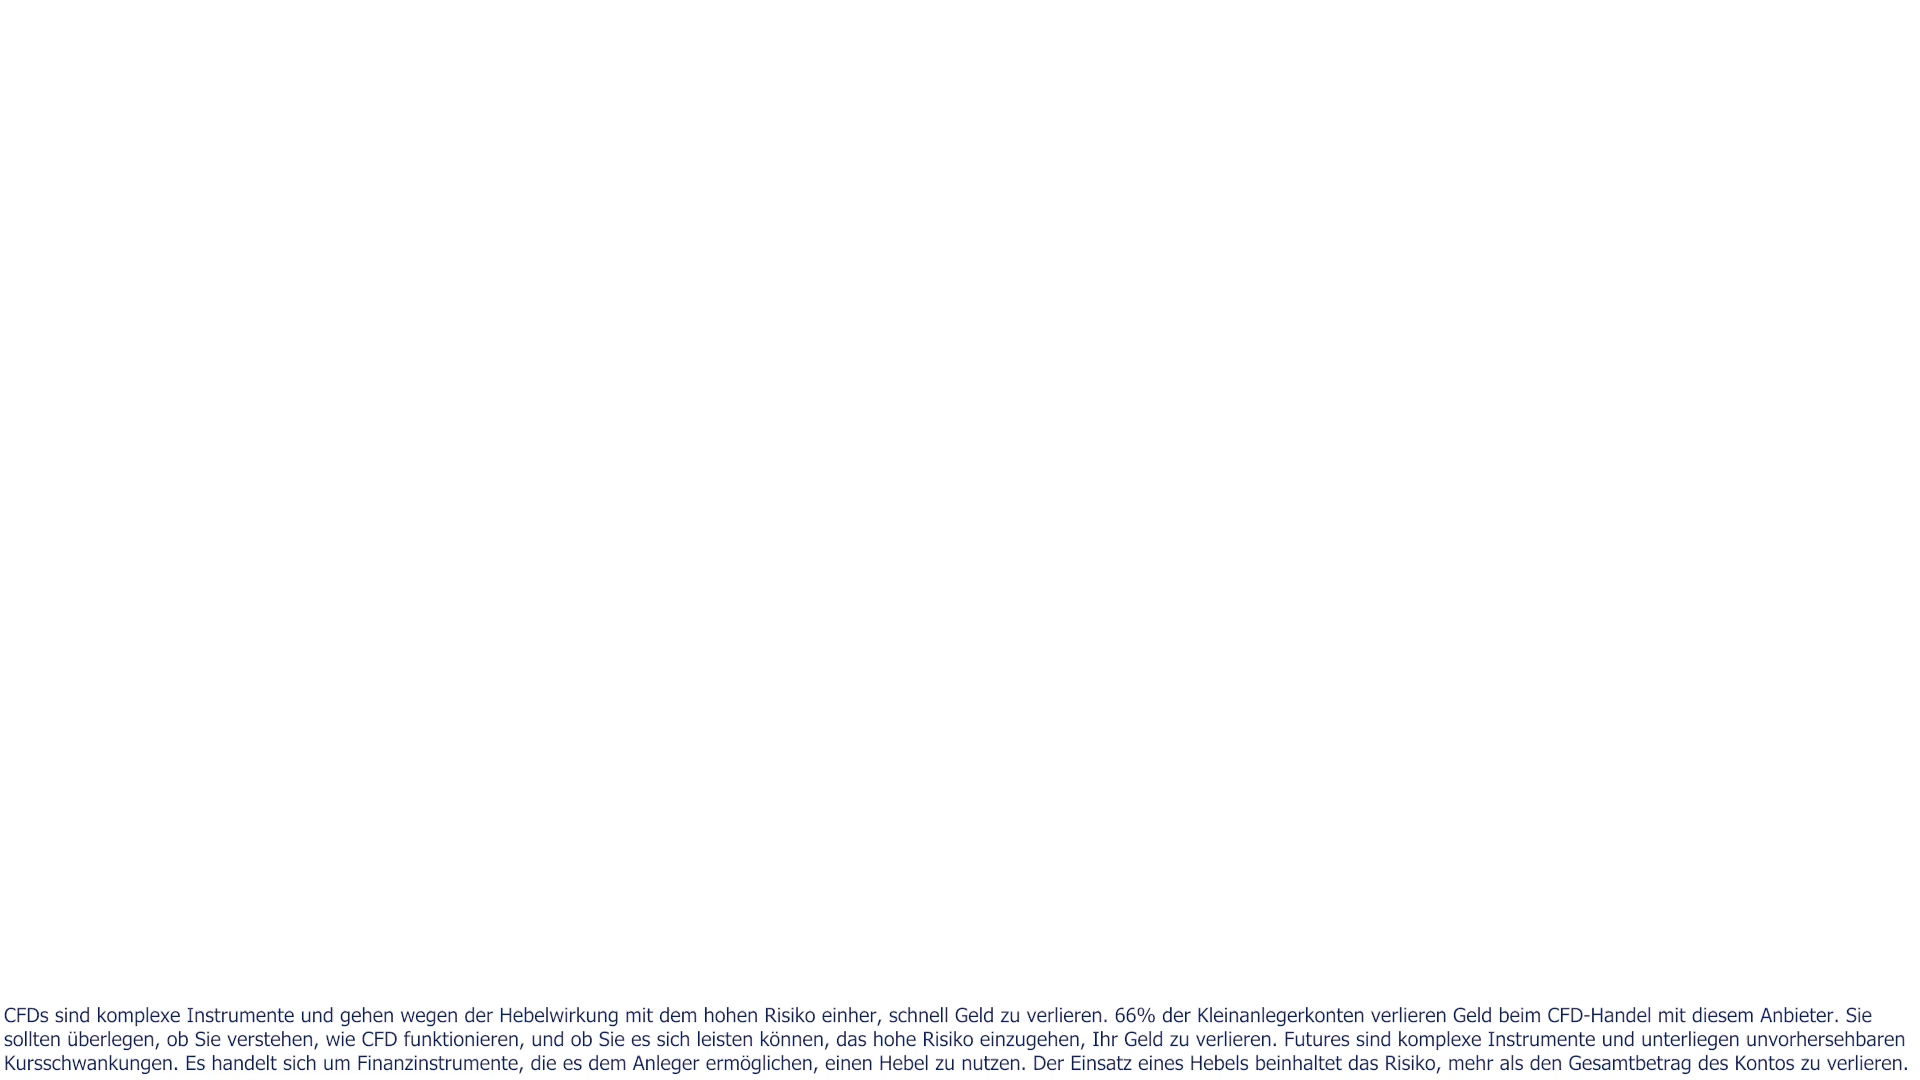 CFDs sind komplexe Instrumente und gehen wegen der Hebelwirkung mit dem hohen Risiko einher, schnell Geld zu verlieren. 66% der Kleinanlegerkonten verlieren Geld beim CFD-Handel mit diesem Anbieter. Sie
sollten überlegen, ob Sie verstehen, wie CFD funktionieren, und ob Sie es sich leisten können, das hohe Risiko einzugehen, Ihr Geld zu verlieren. Futures sind komplexe Instrumente und unterliegen unvorhersehbaren
Kursschwankungen. Es handelt sich um Finanzinstrumente, die es dem Anleger ermöglichen, einen Hebel zu nutzen. Der Einsatz eines Hebels beinhaltet das Risiko, mehr als den Gesamtbetrag des Kontos zu verlieren.